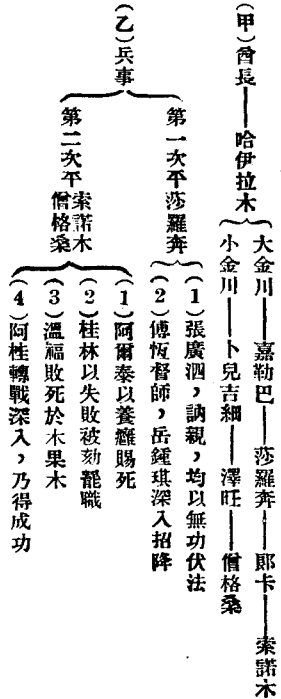 （甲）酋長——哈伊拉木
大金川——嘉勒巴——莎羅奔——郎卡——索諾木
小金川——卜兒吉細——澤旺——僧格桑
（乙）兵事
第一次平莎羅奔
（1）張廣泗，訥親，均以無功伏法
（2）傅恆督師，岳鍾琪深入招降
第二次平索諾木僧格桑
（1）阿爾泰以養癰賜死
（2）桂林以失敗被劾罷職
（3）溫福敗死於木果木
（4）阿桂轉戰深入，乃得成功